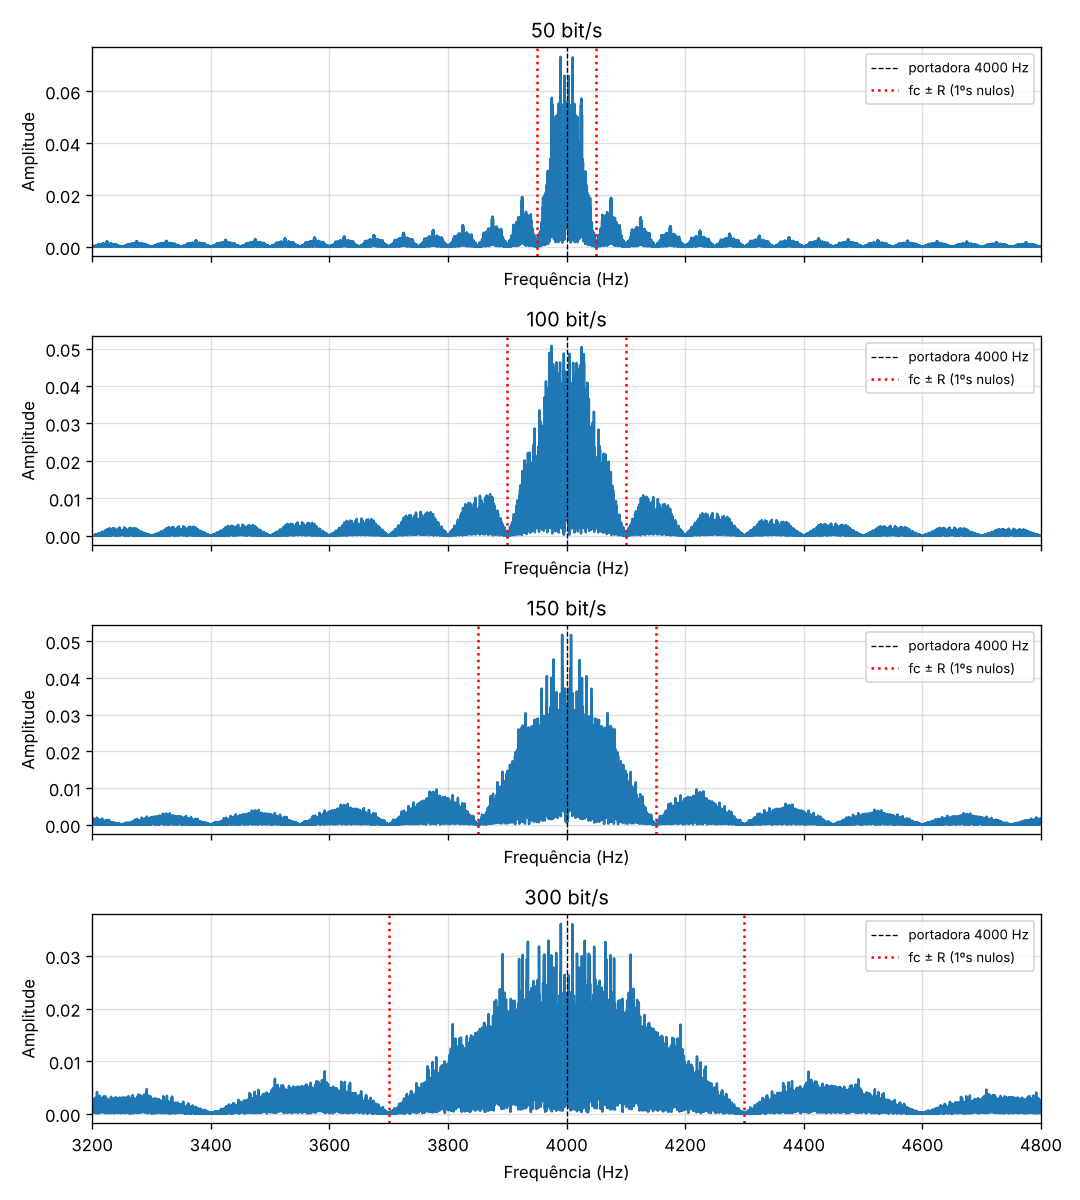 50 bit/s
portadora 4000 Hz
fc ± R (1ºs nulos)
Amplitude
0.06
0.04
0.02
0.00
Frequência (Hz)
100 bit/s
portadora 4000 Hz
fc ± R (1ºs nulos)
Amplitude
0.05
0.04
0.03
0.02
0.01
0.00
Frequência (Hz)
150 bit/s
portadora 4000 Hz
fc ± R (1ºs nulos)
Amplitude
0.05
0.04
0.03
0.02
0.01
0.00
Frequência (Hz)
300 bit/s
portadora 4000 Hz
fc ± R (1ºs nulos)
Amplitude
0.03
0.02
0.01
0.00
3200 3400 3600 3800 4000 4200 4400 4600 4800
Frequência (Hz)